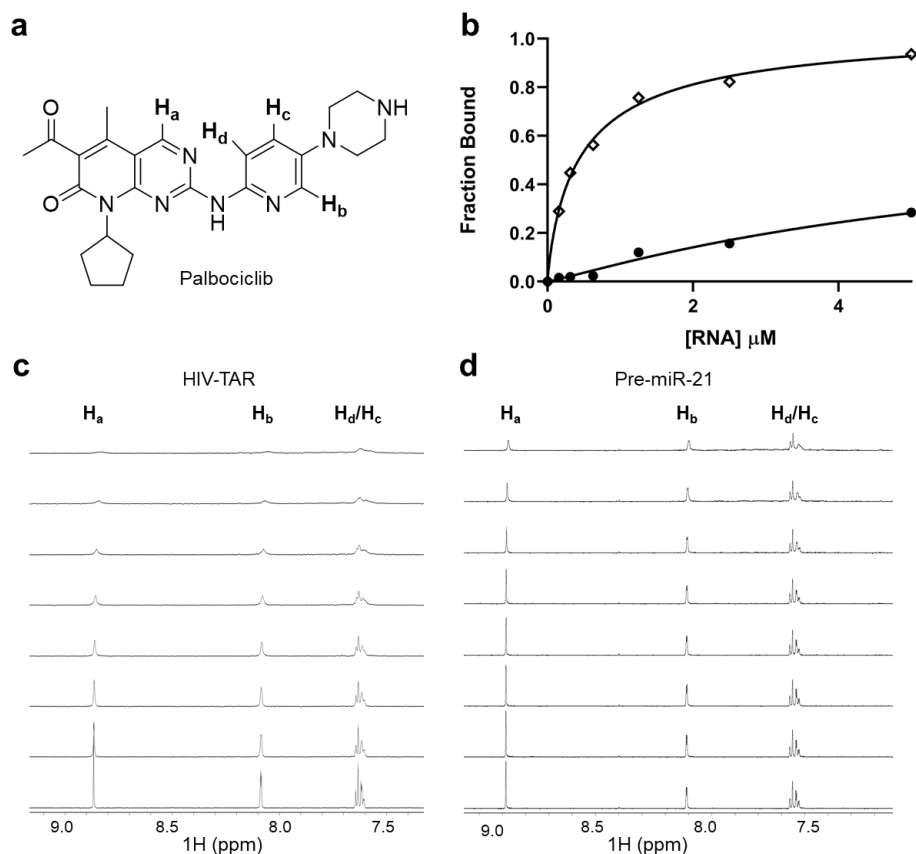 a
O
Ha
Hd
Hc
NH
N
N
O
N
N
N
H
N
Hb
Palbociclib
b
Fraction Bound
1.0
0.8
0.6
0.4
0.2
0.0
0 2 4
[RNA] μM
c
HIV-TAR
Ha Hb Hd/Hc
9.0 8.5 8.0 7.5
1H (ppm)
d
Pre-miR-21
Ha Hb Hd/Hc
9.0 8.5 8.0 7.5
1H (ppm)